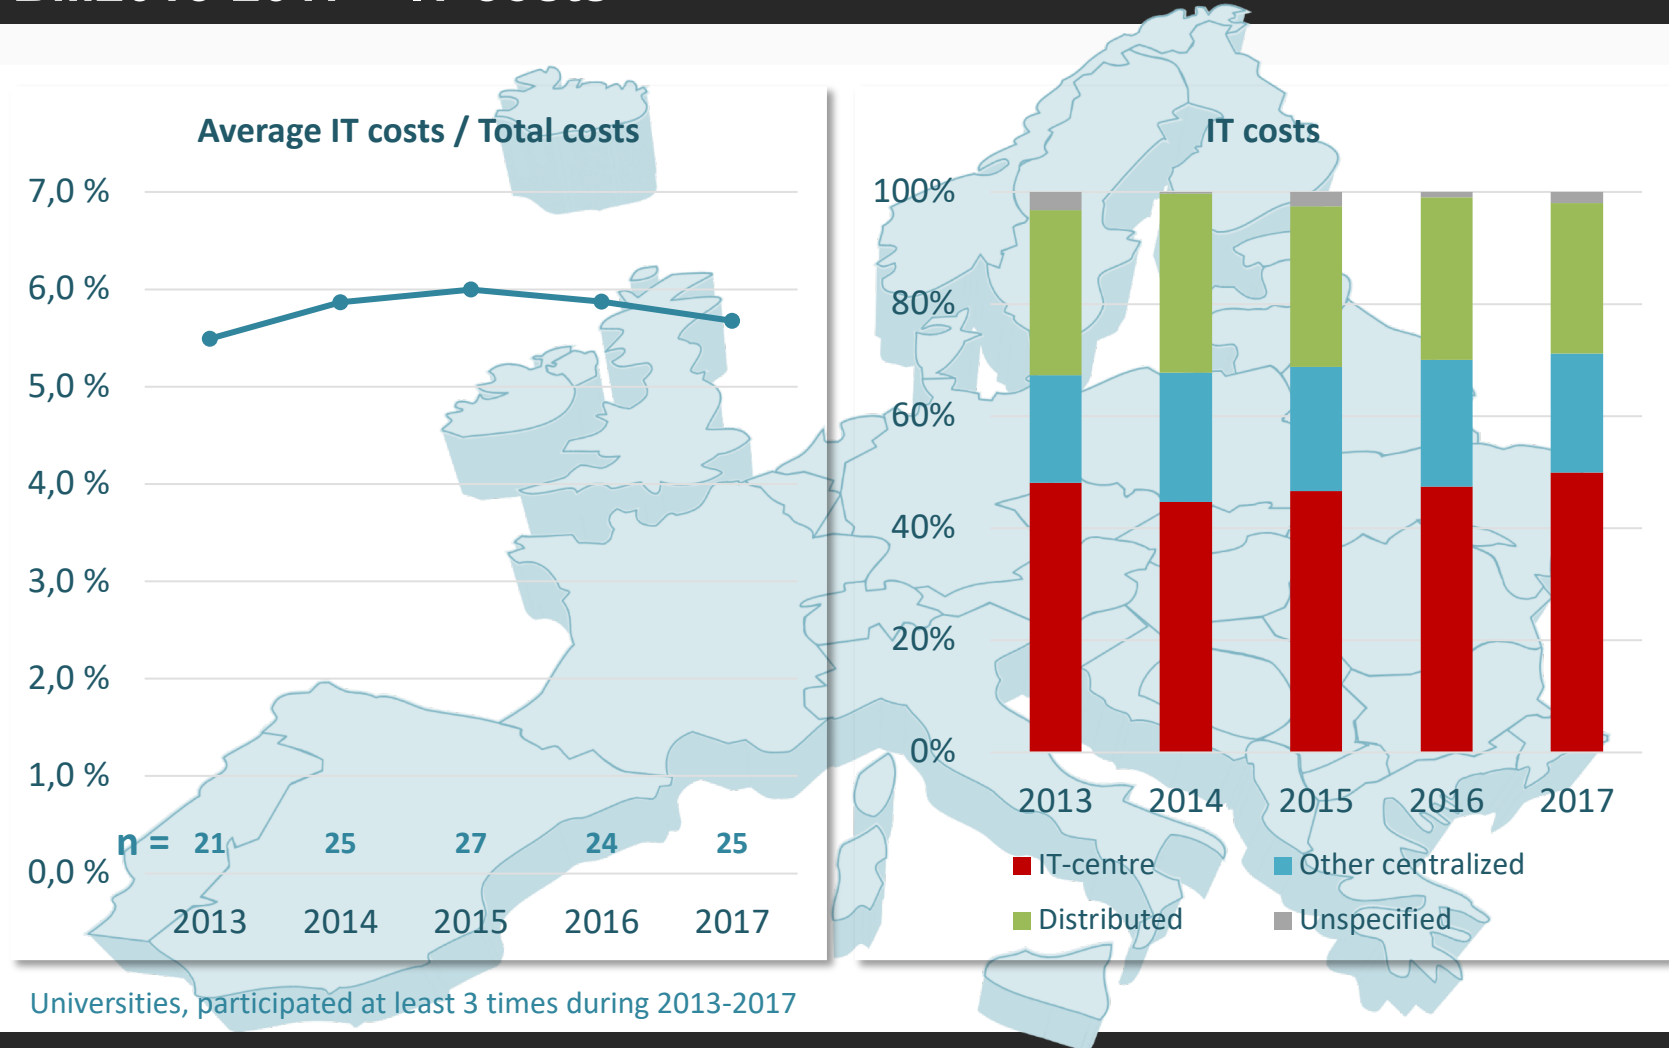 Average IT costs / Total costs
7,0 %
6,0 %
5,0 %
4,0 %
3,0 %
2,0 %
1,0 %
0,0 %
n = 21 25 27 24 25
2013 2014 2015 2016 2017
IT costs
100%
80%
60%
40%
20%
0%
2013 2014 2015 2016 2017
IT-centre Other centralized
Distributed Unspecified
Universities, participated at least 3 times during 2013-2017